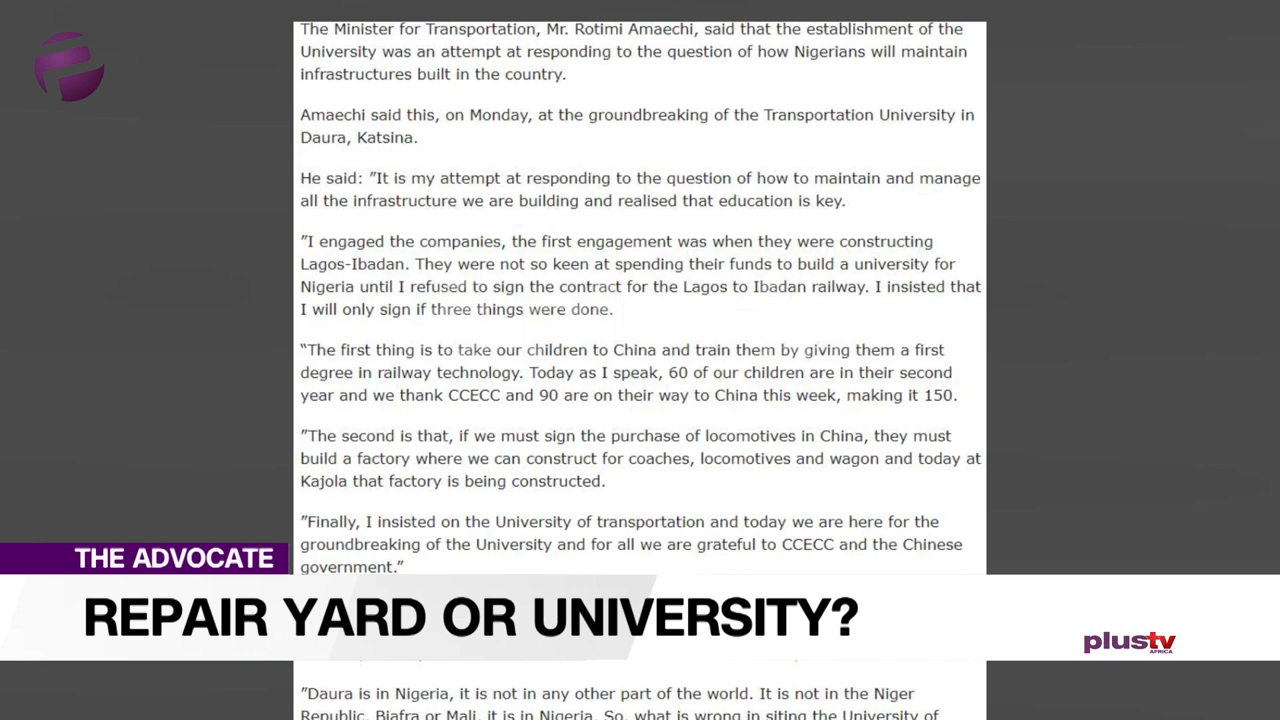 The Minister for Transportation, Mr. Rotimi Amaechi, said that the establishment of the
University was an attempt at responding to the question of how Nigerians will maintain
infrastructures built in the country.
Amaechi said this, on Monday, at the groundbreaking of the Transportation University in
Daura, Katsina.
He said: ”It is my attempt at responding to the question of how to maintain and manage
all the infrastructure we are building and realised that education is key.
”I engaged the companies, the first engagement was when they were constructing
Lagos-Ibadan. They were not so keen at spending their funds to build a university for
Nigeria until I refused to sign the contract for the Lagos to Ibadan railway. I insisted that
I will only sign if three things were done.
“The first thing is to take our children to China and train them by giving them a first
degree in railway technology. Today as I speak, 60 of our children are in their second
year and we thank CCECC and 90 are on their way to China this week, making it 150.
”The second is that, if we must sign the purchase of locomotives in China, they must
build a factory where we can construct for coaches, locomotives and wagon and today at
Kajola that factory is being constructed.
”Finally, I insisted on the University of transportation and today we are here for the
groundbreaking of the University and for all we are grateful to CCECC and the Chinese
government.”
THE ADVOCATE
REPAIR YARD OR UNIVERSITY?
plustv
AFRICA
”Daura is in Nigeria, it is not in any other part of the world. It is not in the Niger
Republic, Biafra or Mali, it is in Nigeria. So, what is wrong in siting the University of